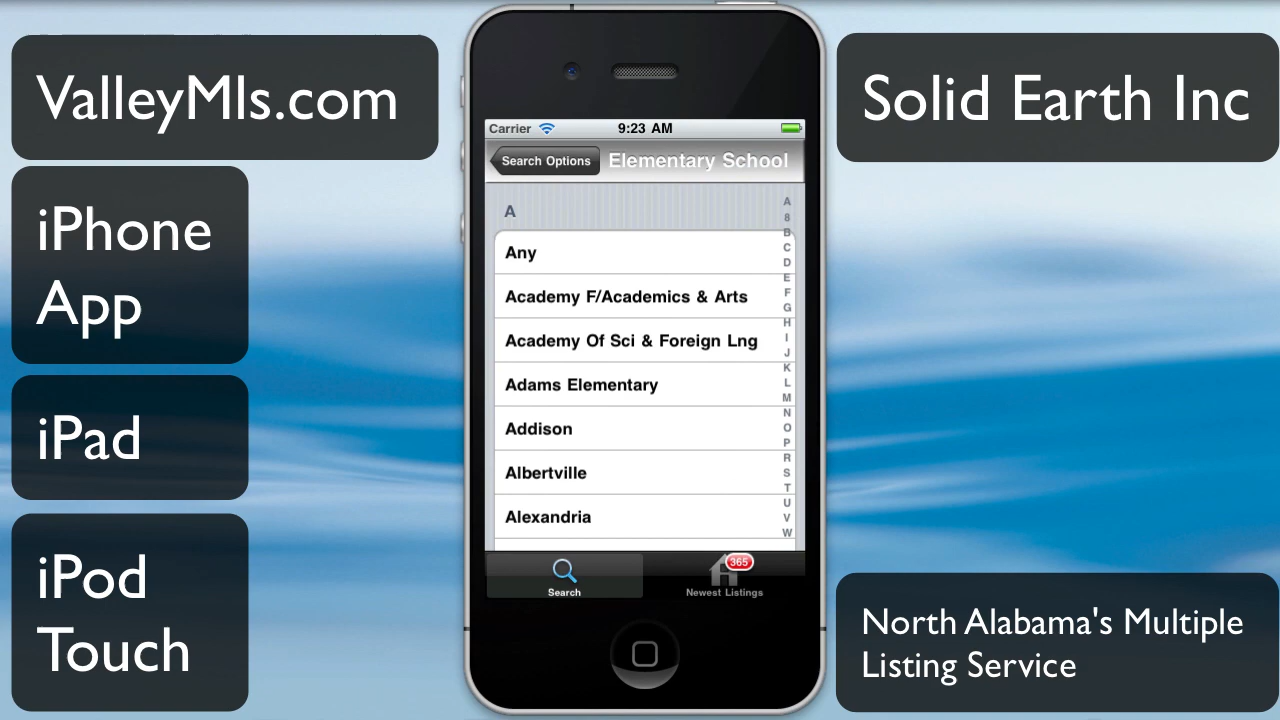 ValleyMls.com
iPhone
App
iPad
iPod
Touch
Carrier 9:23 AM
Search Options Elementary School
A
Any
Academy F/Academics & Arts
Academy Of Sci & Foreign Lng
Adams Elementary
Addison
Albertville
Alexandria
A
8
B
C
D
E
F
G
H
I
J
K
L
M
N
O
P
R
S
T
U
V
W
365
Search Newest Listings
Solid Earth Inc
North Alabama's Multiple
Listing Service